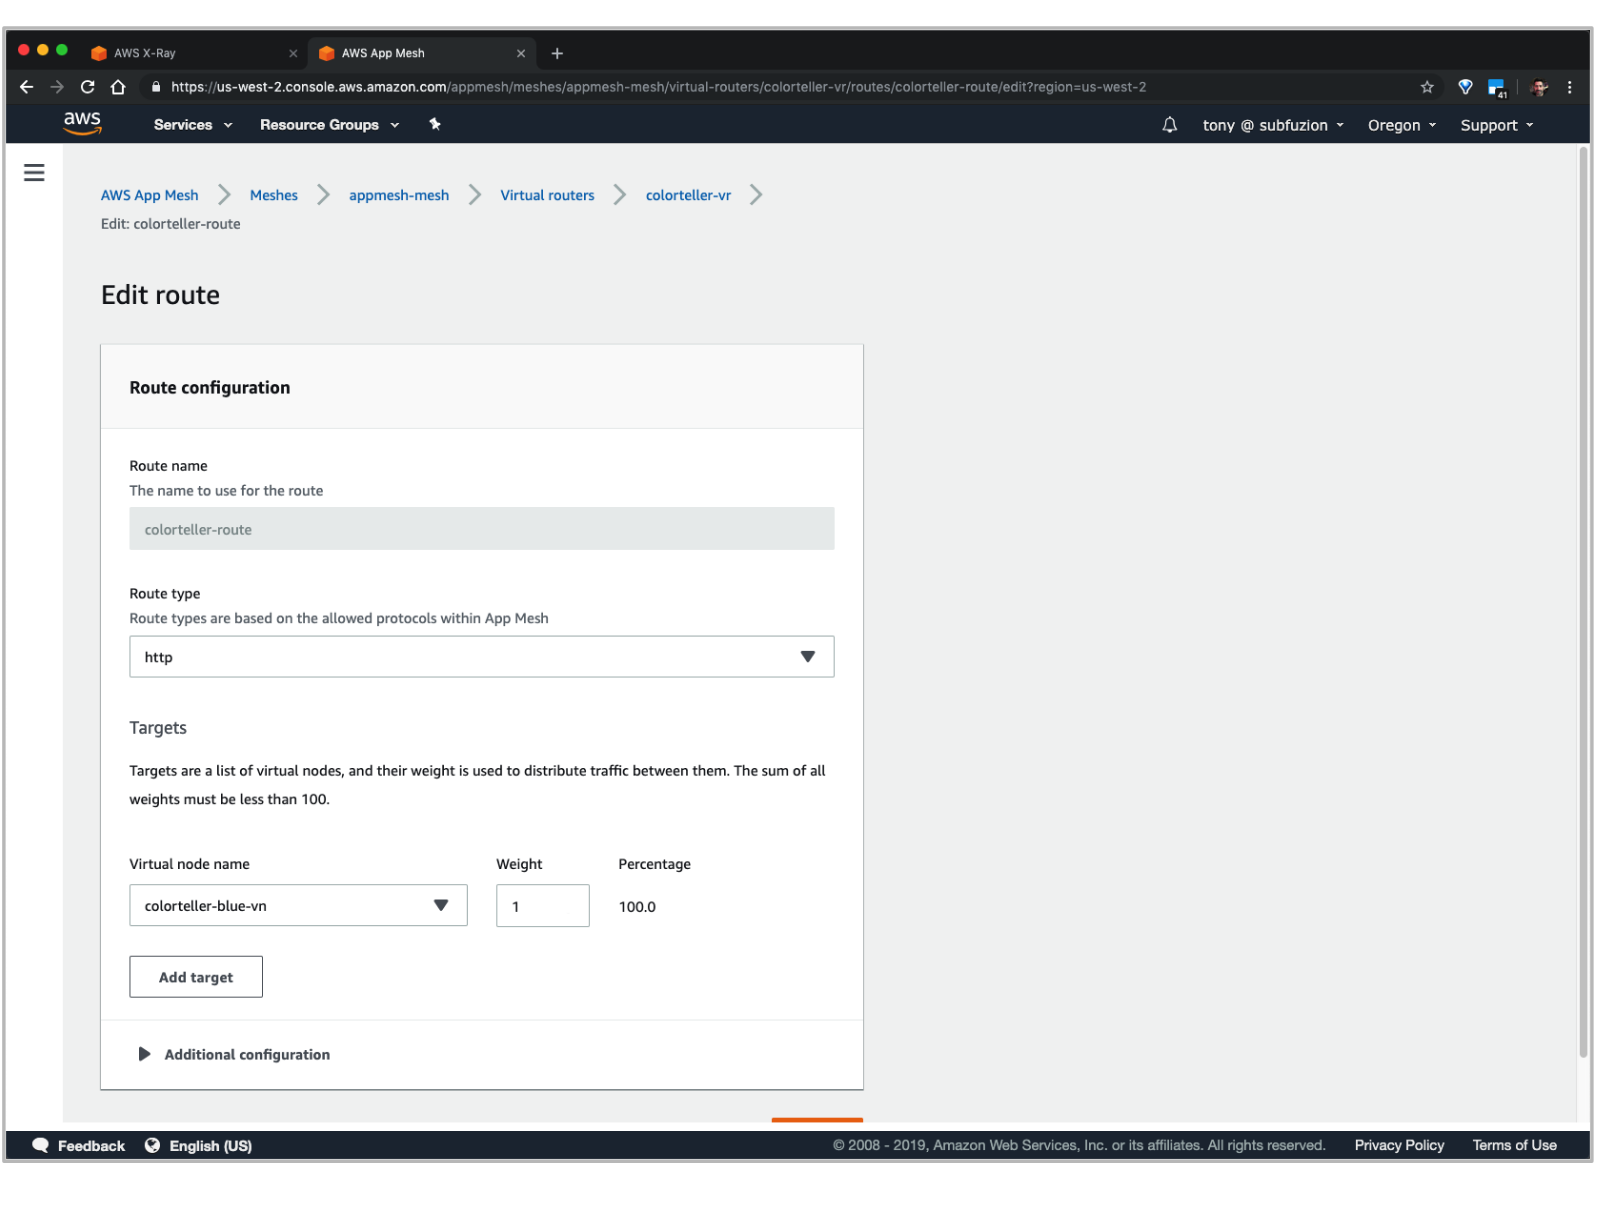 AWS X-Ray
AWS App Mesh
https://us-west-2.console.aws.amazon.com/appmesh/meshes/appmesh-mesh/virtual-routers/colorteller-vr/routes/colorteller-route/edit?region=us-west-2
41
aws
Services
Resource Groups
tony @ subfuzion
Oregon
Support
AWS App Mesh
Meshes
appmesh-mesh
Virtual routers
colorteller-vr
Edit: colorteller-route
Edit route
Route configuration
Route name
The name to use for the route
colorteller-route
Route type
Route types are based on the allowed protocols within App Mesh
http
Targets
Targets are a list of virtual nodes, and their weight is used to distribute traffic between them. The sum of all
weights must be less than 100.
Virtual node name
Weight
Percentage
colorteller-blue-vn
1
100.0
Add target
Additional configuration
Feedback
English (US)
© 2008 - 2019, Amazon Web Services, Inc. or its affiliates. All rights reserved.
Privacy Policy
Terms of Use